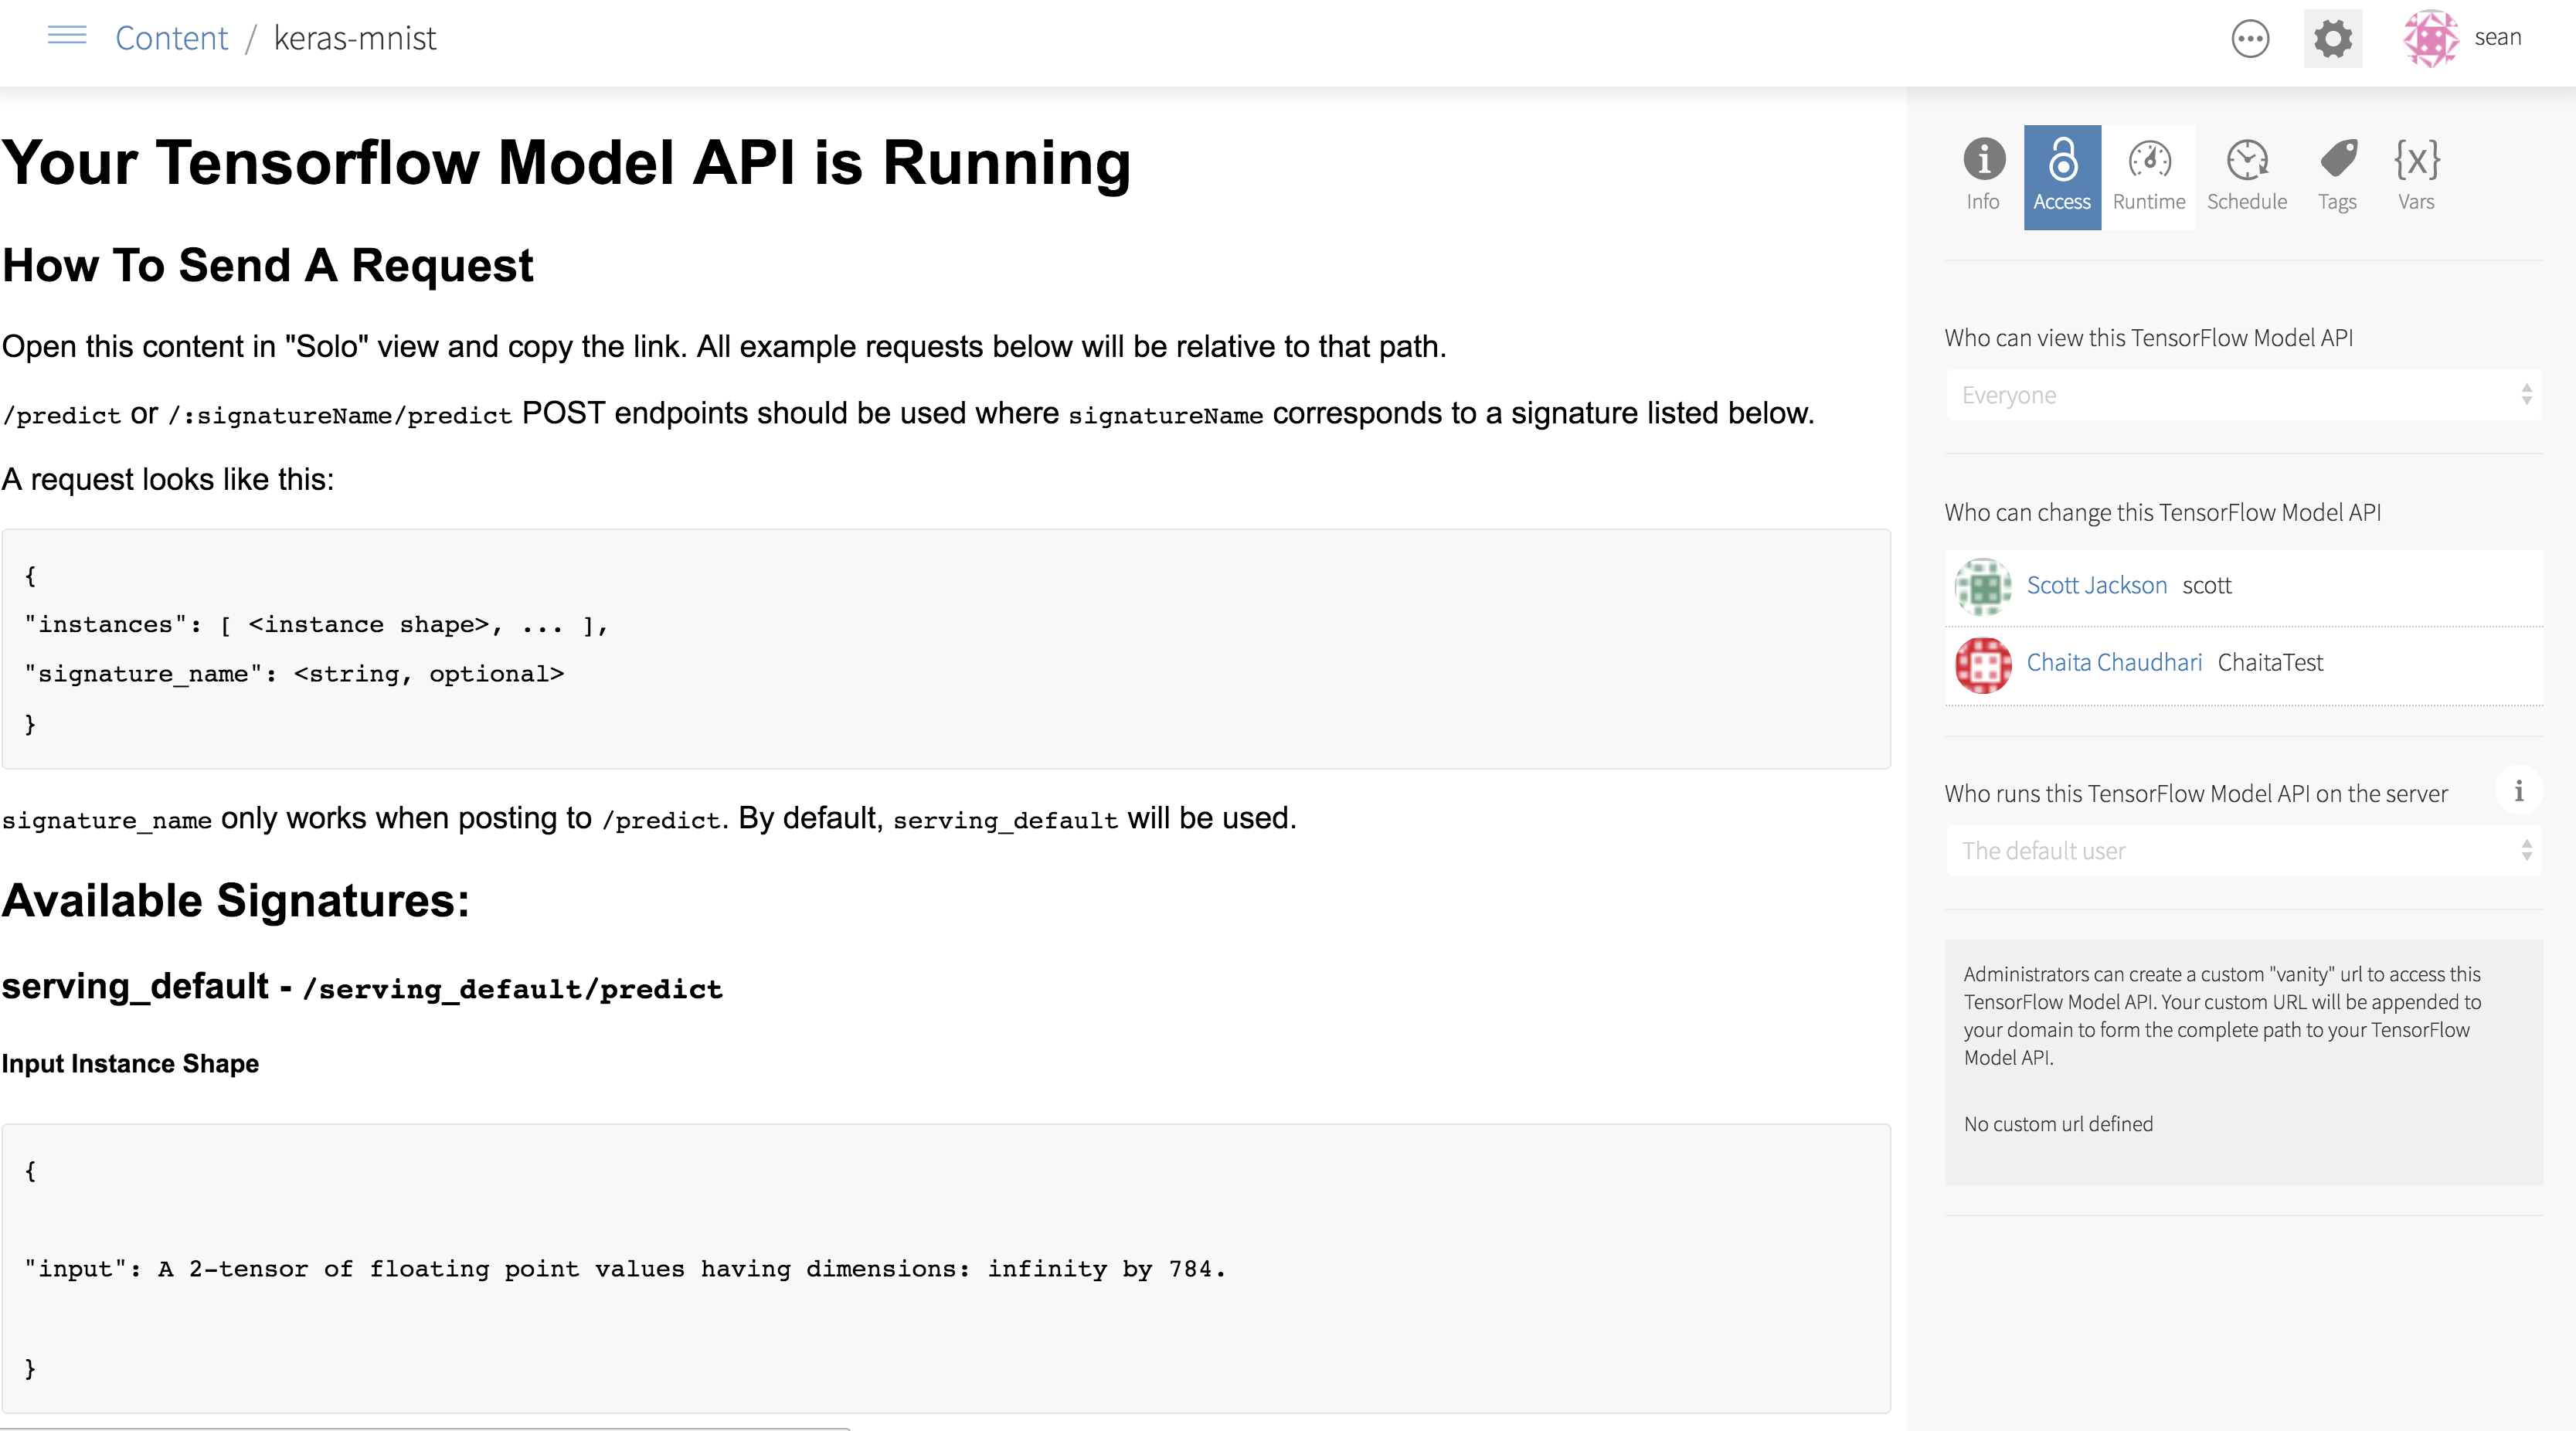 Content / keras-mnist
sean
Your Tensorflow Model API is Running
How To Send A Request
Open this content in "Solo" view and copy the link. All example requests below will be relative to that path.
/predict or /:signatureName/predict POST endpoints should be used where signatureName corresponds to a signature listed below.
A request looks like this:
{
"instances": [ <instance shape>, ... ],
"signature_name": <string, optional>
}
signature_name only works when posting to /predict. By default, serving_default will be used.
Available Signatures:
serving_default - /serving_default/predict
Input Instance Shape
{
"input": A 2-tensor of floating point values having dimensions: infinity by 784.
}
Info Access Runtime Schedule Tags {x} Vars
Who can view this TensorFlow Model API
Everyone
Who can change this TensorFlow Model API
Scott Jackson scott
Chaita Chaudhari ChaitaTest
Who runs this TensorFlow Model API on the server
The default user
Administrators can create a custom "vanity" url to access this
TensorFlow Model API. Your custom URL will be appended to
your domain to form the complete path to your TensorFlow
Model API.
No custom url defined